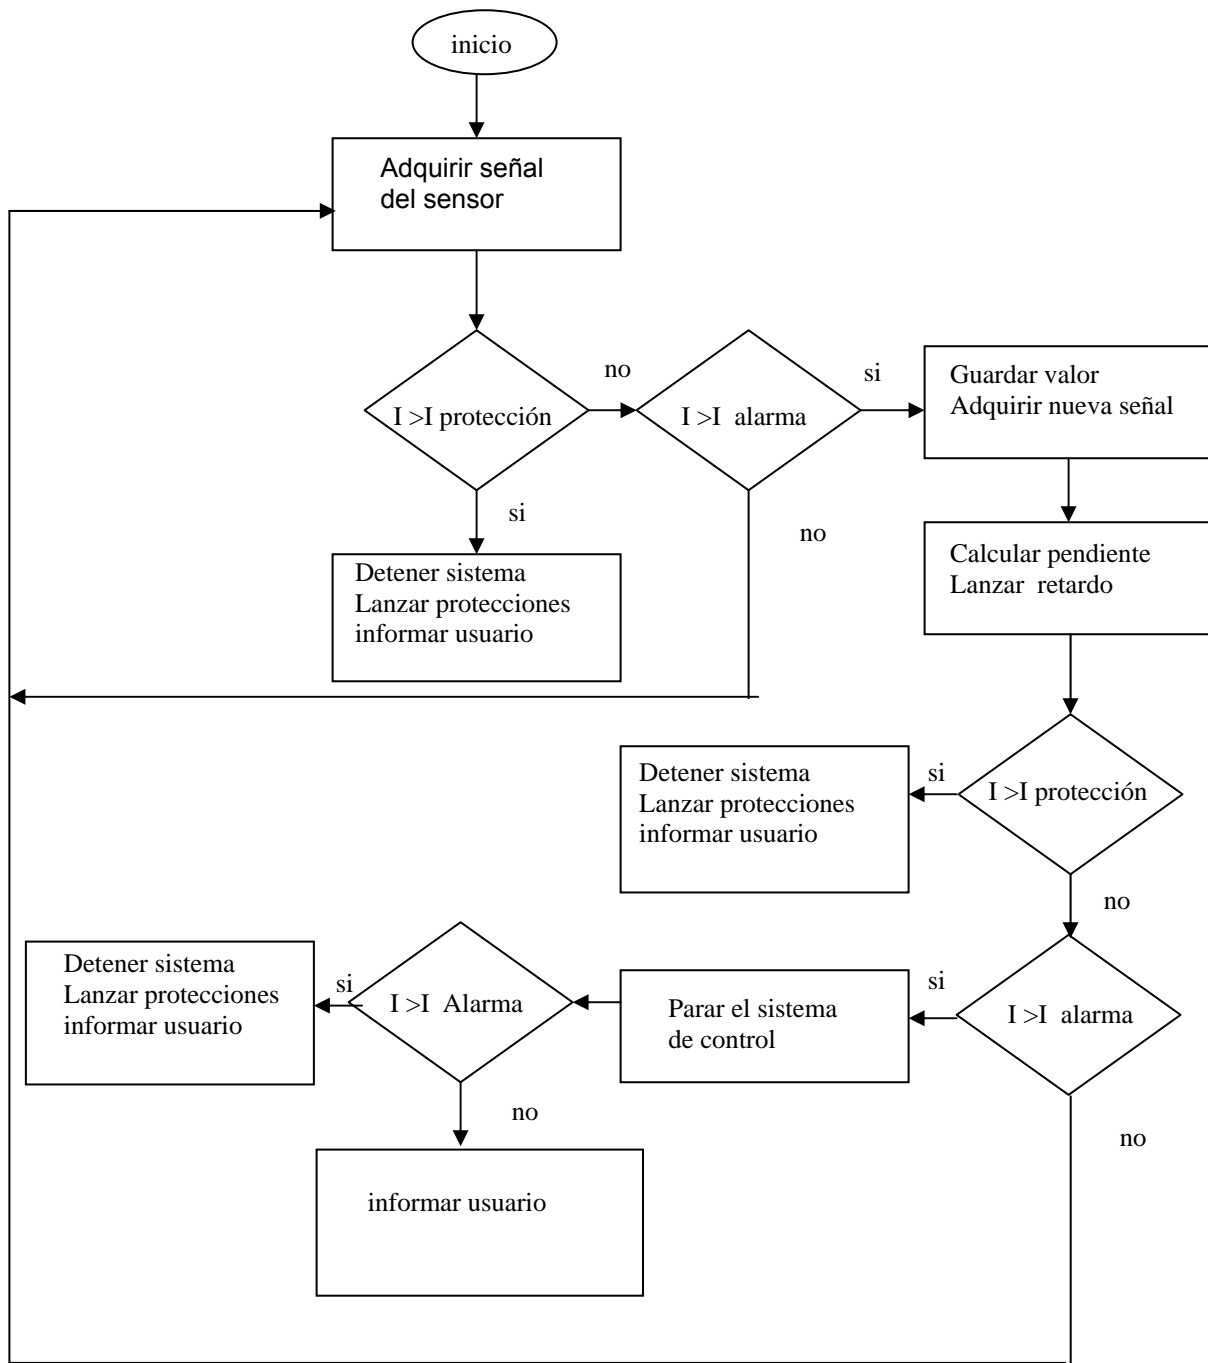 inicio
Adquirir señal
del sensor
I >I protección
no
I >I alarma
si
Guardar valor
Adquirir nueva señal
si
no
Detener sistema
Lanzar protecciones
informar usuario
Calcular pendiente
Lanzar retardo
I >I protección
si
Detener sistema
Lanzar protecciones
informar usuario
no
I >I alarma
si
Parar el sistema
de control
I >I Alarma
si
Detener sistema
Lanzar protecciones
informar usuario
no
no
informar usuario